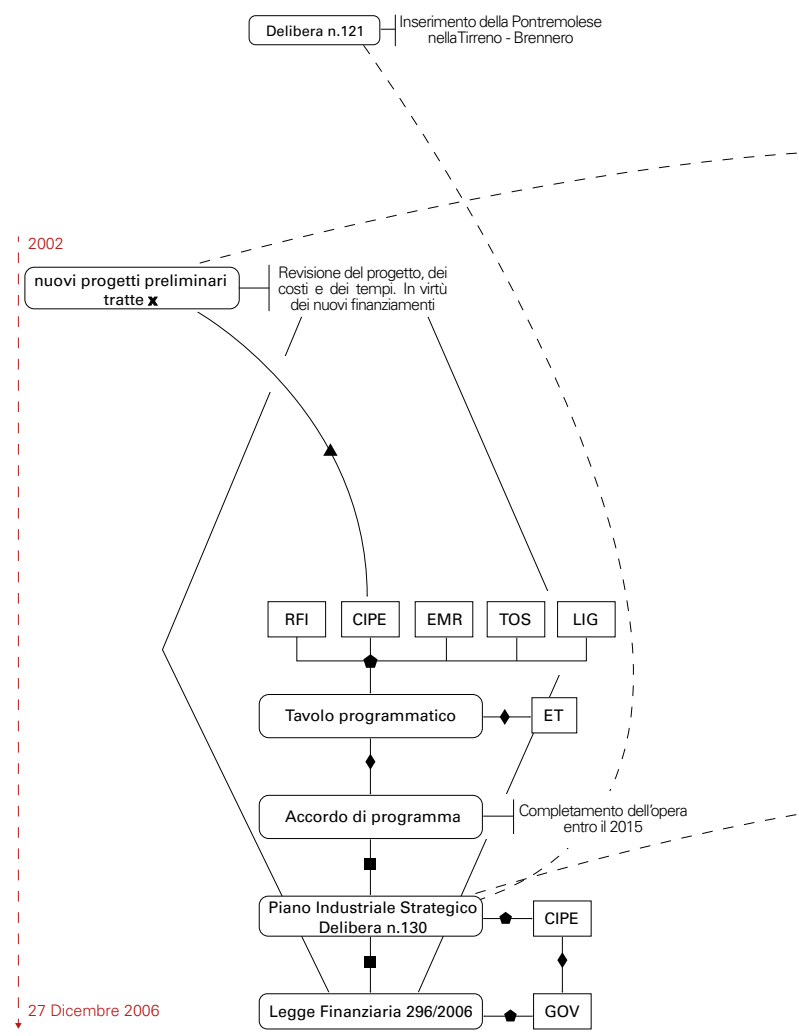 Delibera n.121
Inserimento della Pontremolese
nellaTirreno - Brennero
2002
nuovi progetti preliminari
tratte x
Revisione del progetto, dei
costi e dei tempi. In virtù
dei nuovi finanziamenti
RFI
CIPE
EMR
TOS
LIG
Tavolo programmatico
ET
Accordo di programma
Completamento dell'opera
entro il 2015
Piano Industriale Strategico
Delibera n.130
CIPE
27 Dicembre 2006
Legge Finanziaria 296/2006
GOV